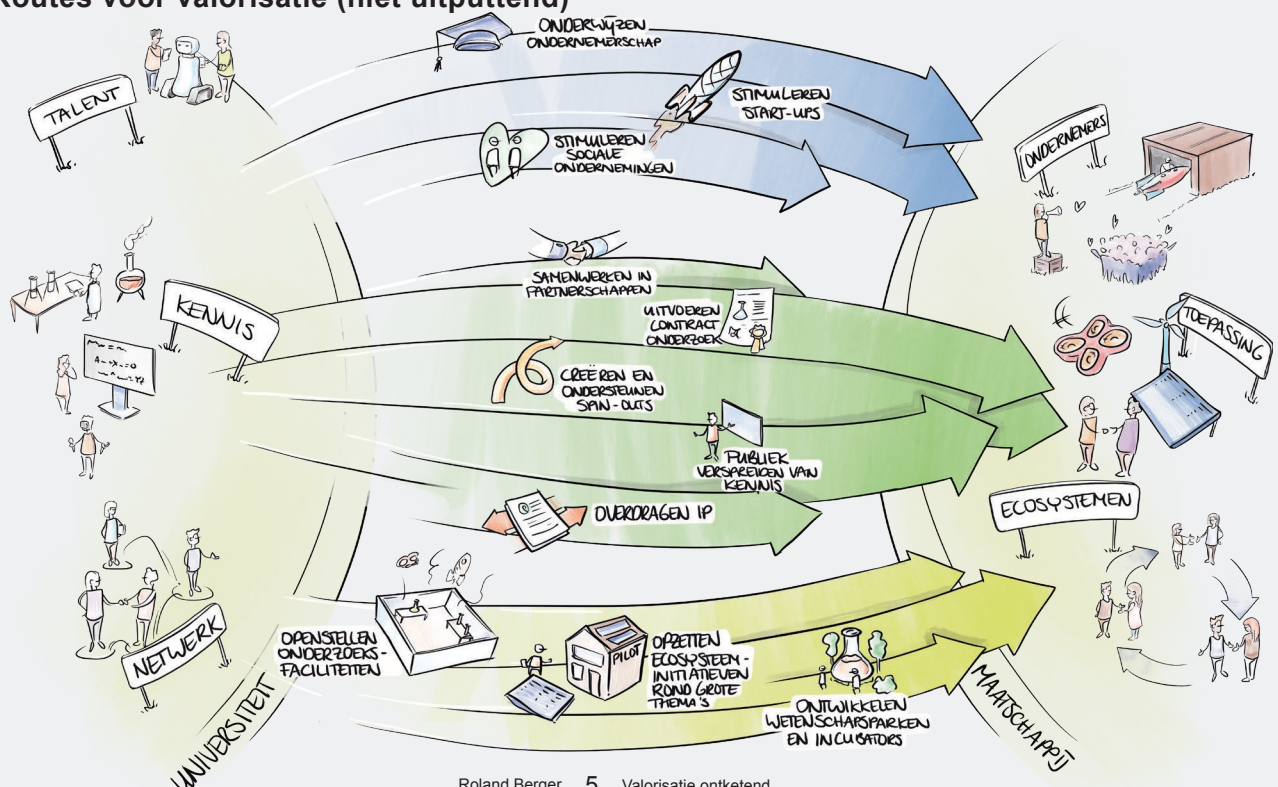 Routes voor valorisatie (niet uitputtend)
TALENT
ONDERWIJZEN
ONDERNEMERSCHAP
STIMULEREN
START-UPS
STIMULEREN
SOCIALE
ONDERNEMINGEN
ONDERNEMERS
KENNIS
SAMENWERKEN IN
PARTNERSCHAPPEN
UITVOEREN
CONTRACT
ONDERZOEK
CREËREN EN
ONDERSTEUNEN
SPIN-OUTS
PUBLIEK
VERSPREIDEN VAN
KENNIS
OVERDRAGEN IP
TOEPASSING
ECOSYSTEMEN
NETWERK
OPENSTELLEN
ONDERZOEKS-
FACILITEITEN
PILOT
OPZETTEN
ECOSYSTEEM-
INITIATIEVEN
ROND GROTE
THEMA'S
ONTWIKKELEN
WETENSCHAPSPARKEN
EN INCUBATORS
UNIVERSITEIT
MAATSCHAPPIJ
Roland Berger 5 Valorisatie ontketend